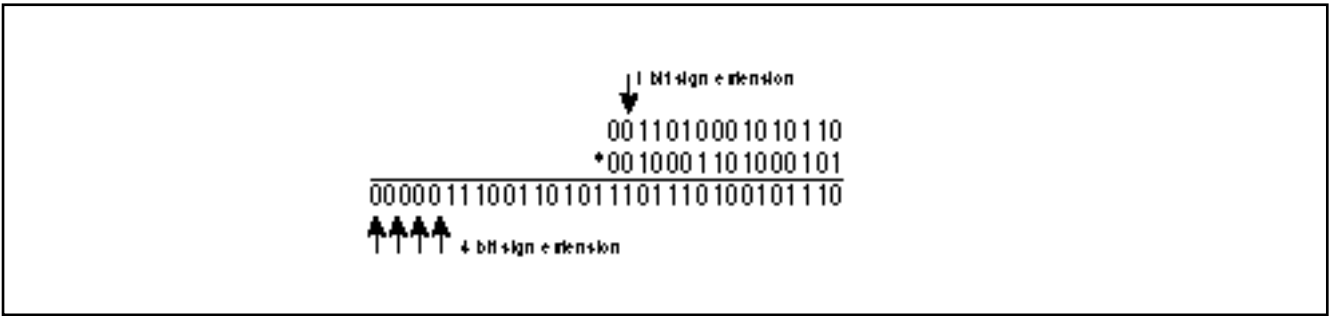 1 bit sign extension
0011010001010110
*0010001101000101
00000111001101011101110100101110
4 bit sign extension